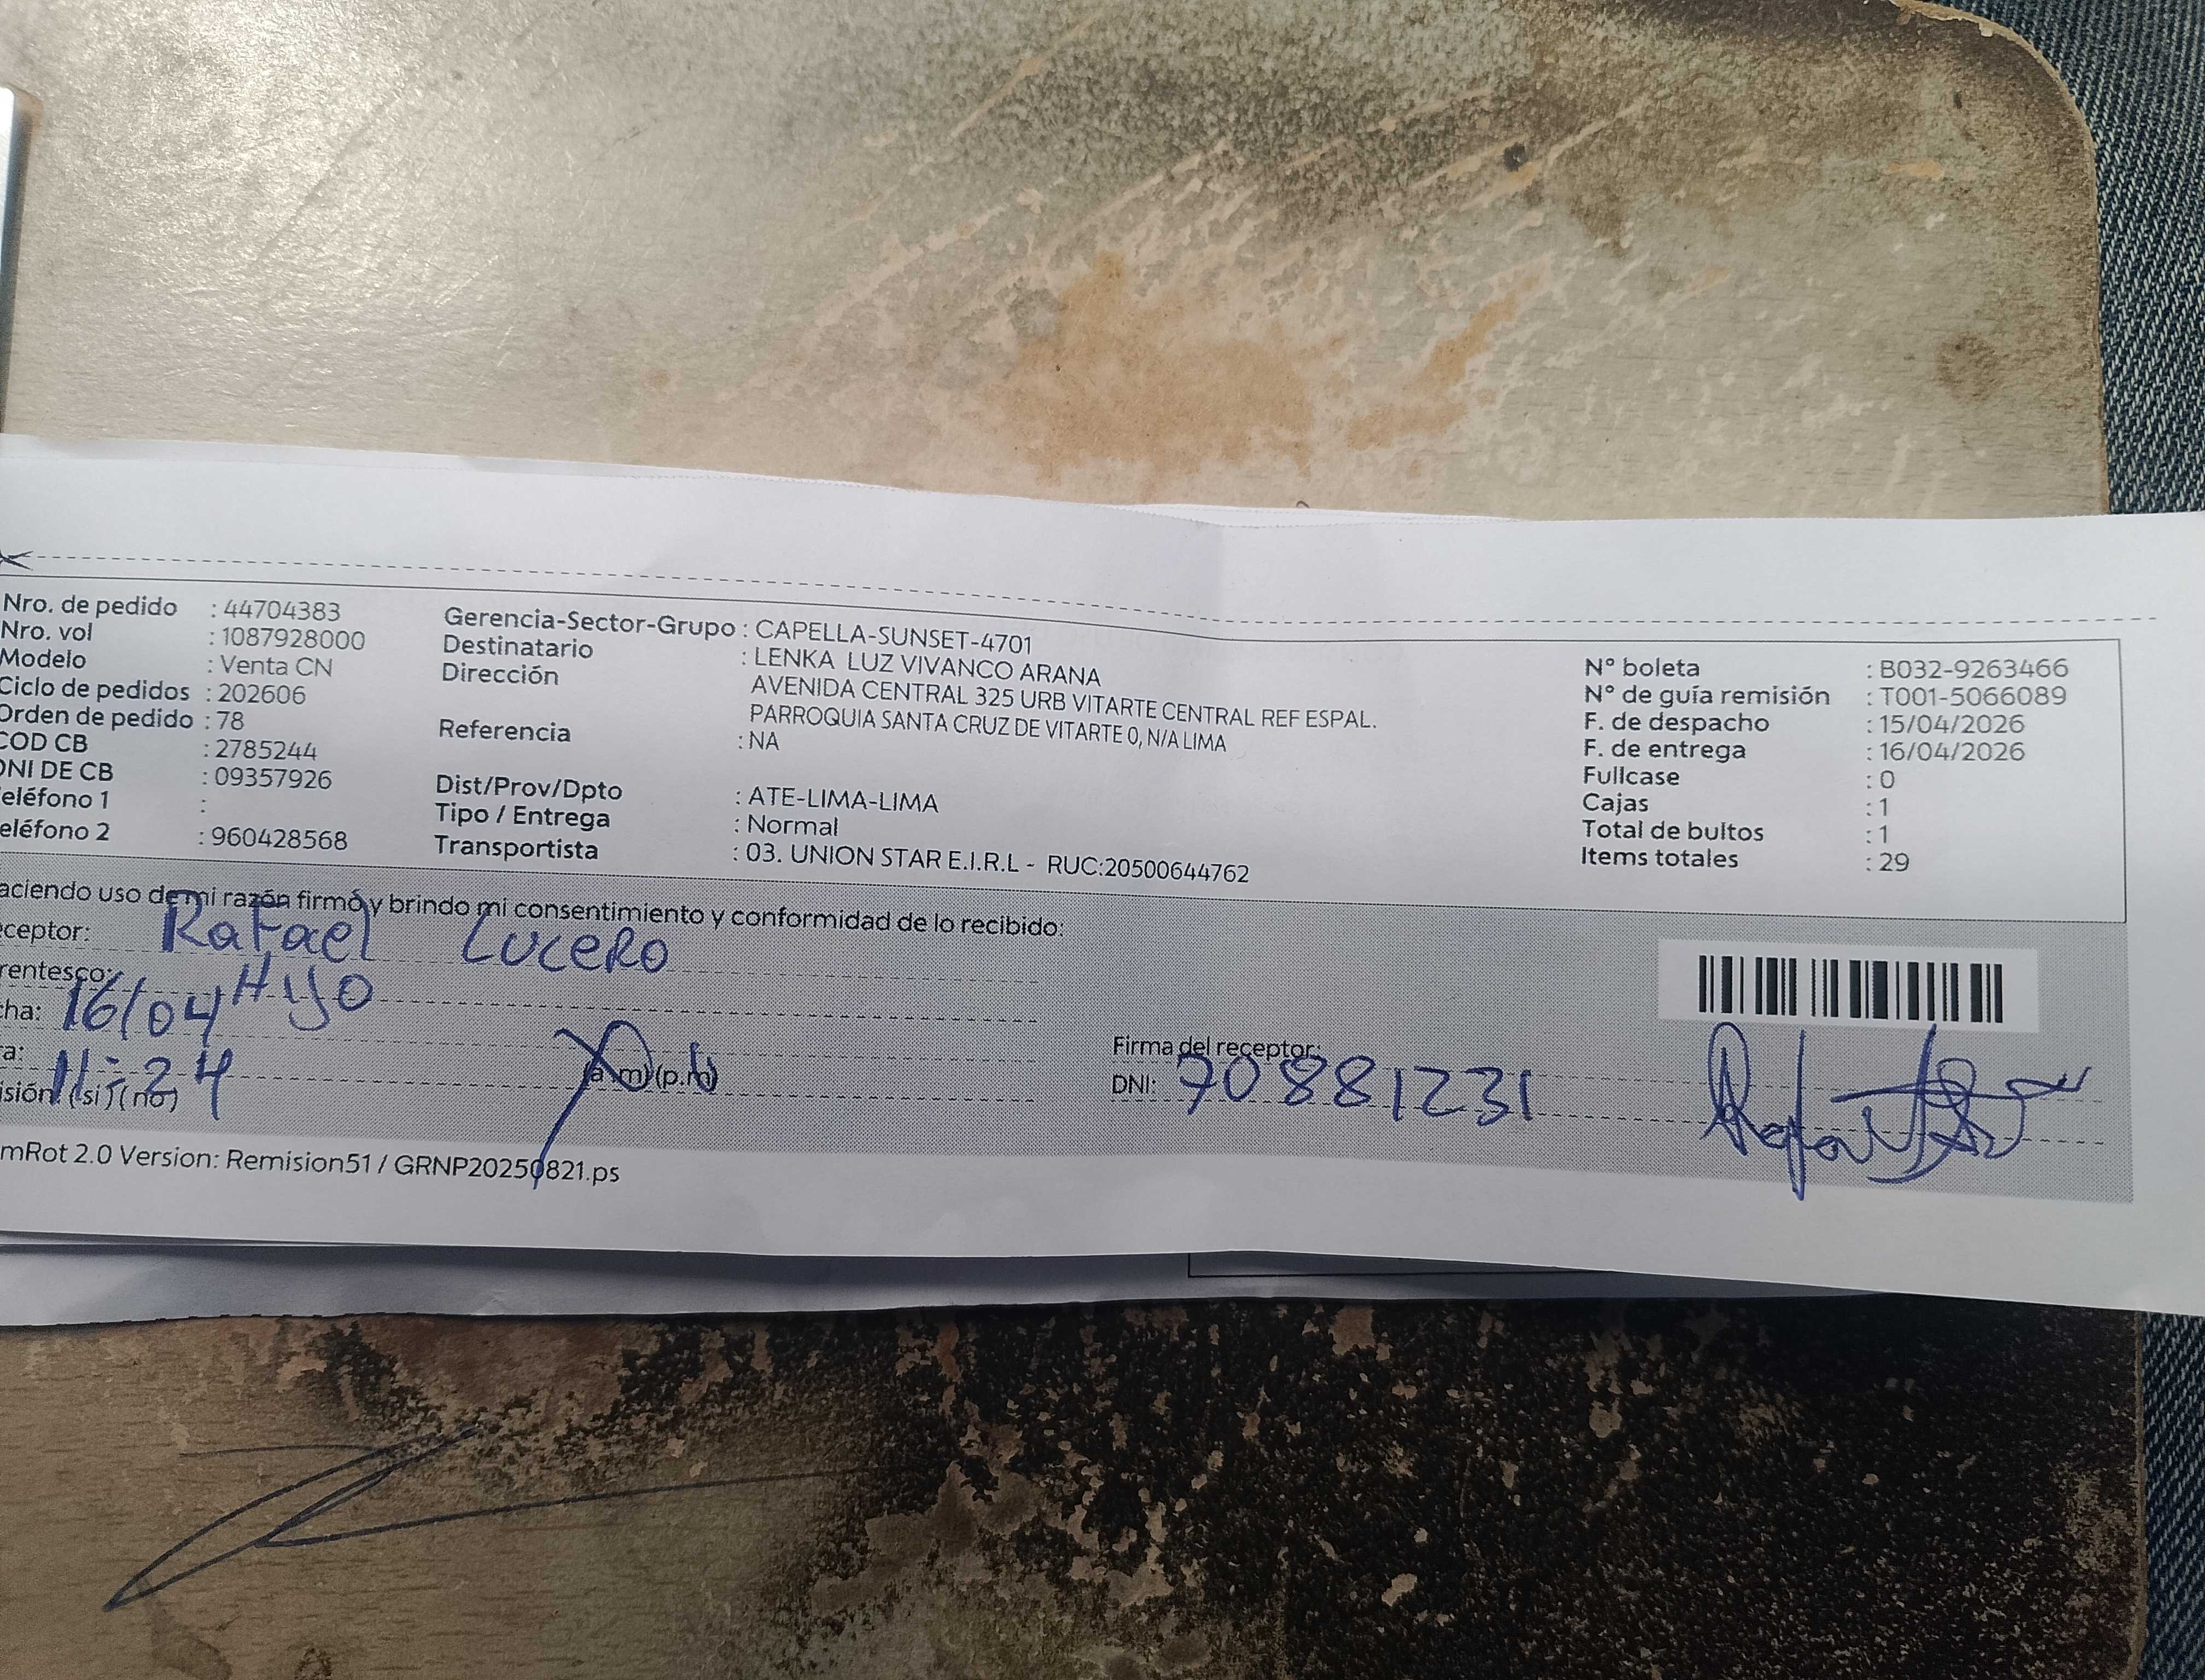 Nro. de pedido : 44704383
Nro. vol : 1087928000
Modelo : Venta CN
Ciclo de pedidos : 202606
Orden de pedido : 78
COD CB : 2785244
DNI DE CB : 09357926
eléfono 1 :
eléfono 2 : 960428568
Gerencia-Sector-Grupo : CAPELLA-SUNSET-4701
Destinatario : LENKA LUZ VIVANCO ARANA
Dirección AVENIDA CENTRAL 325 URB VITARTE CENTRAL REF ESPAL.
PARROQUIA SANTA CRUZ DE VITARTE 0, N/A LIMA
Referencia : NA
Dist/Prov/Dpto : ATE-LIMA-LIMA
Tipo / Entrega : Normal
Transportista : 03. UNION STAR E.I.R.L - RUC:20500644762
N° boleta : B032-9263466
N° de guía remisión : T001-5066089
F. de despacho : 15/04/2026
F. de entrega : 16/04/2026
Fullcase : 0
Cajas : 1
Total de bultos : 1
Items totales : 29
aciendo uso de mi razón firmó y brindo mi consentimiento y conformidad de lo recibido:
eceptor: Rafael Lucero
rentesco: Hijo
cha: 16/04
a: 11:24 (a.m) (p.m)
isión: (si) (no)
Firma del receptor:
DNI: 70881231
mRot 2.0 Version: Remision51 / GRNP20250821.ps